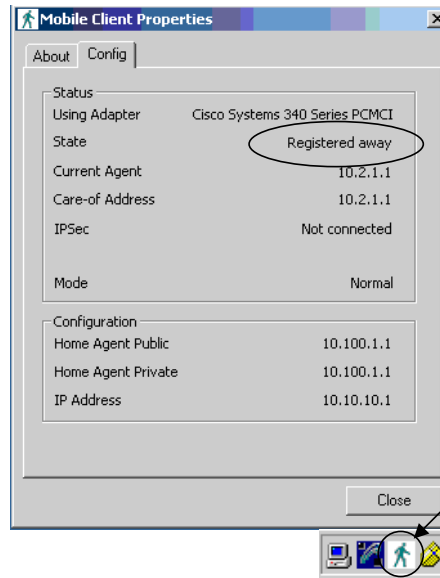 Mobile Client Properties
About Config
Status
Using Adapter Cisco Systems 340 Series PCMCI
State Registered away
Current Agent 10.2.1.1
Care-of Address 10.2.1.1
IPSec Not connected
Mode Normal
Configuration
Home Agent Public 10.100.1.1
Home Agent Private 10.100.1.1
IP Address 10.10.10.1
Close